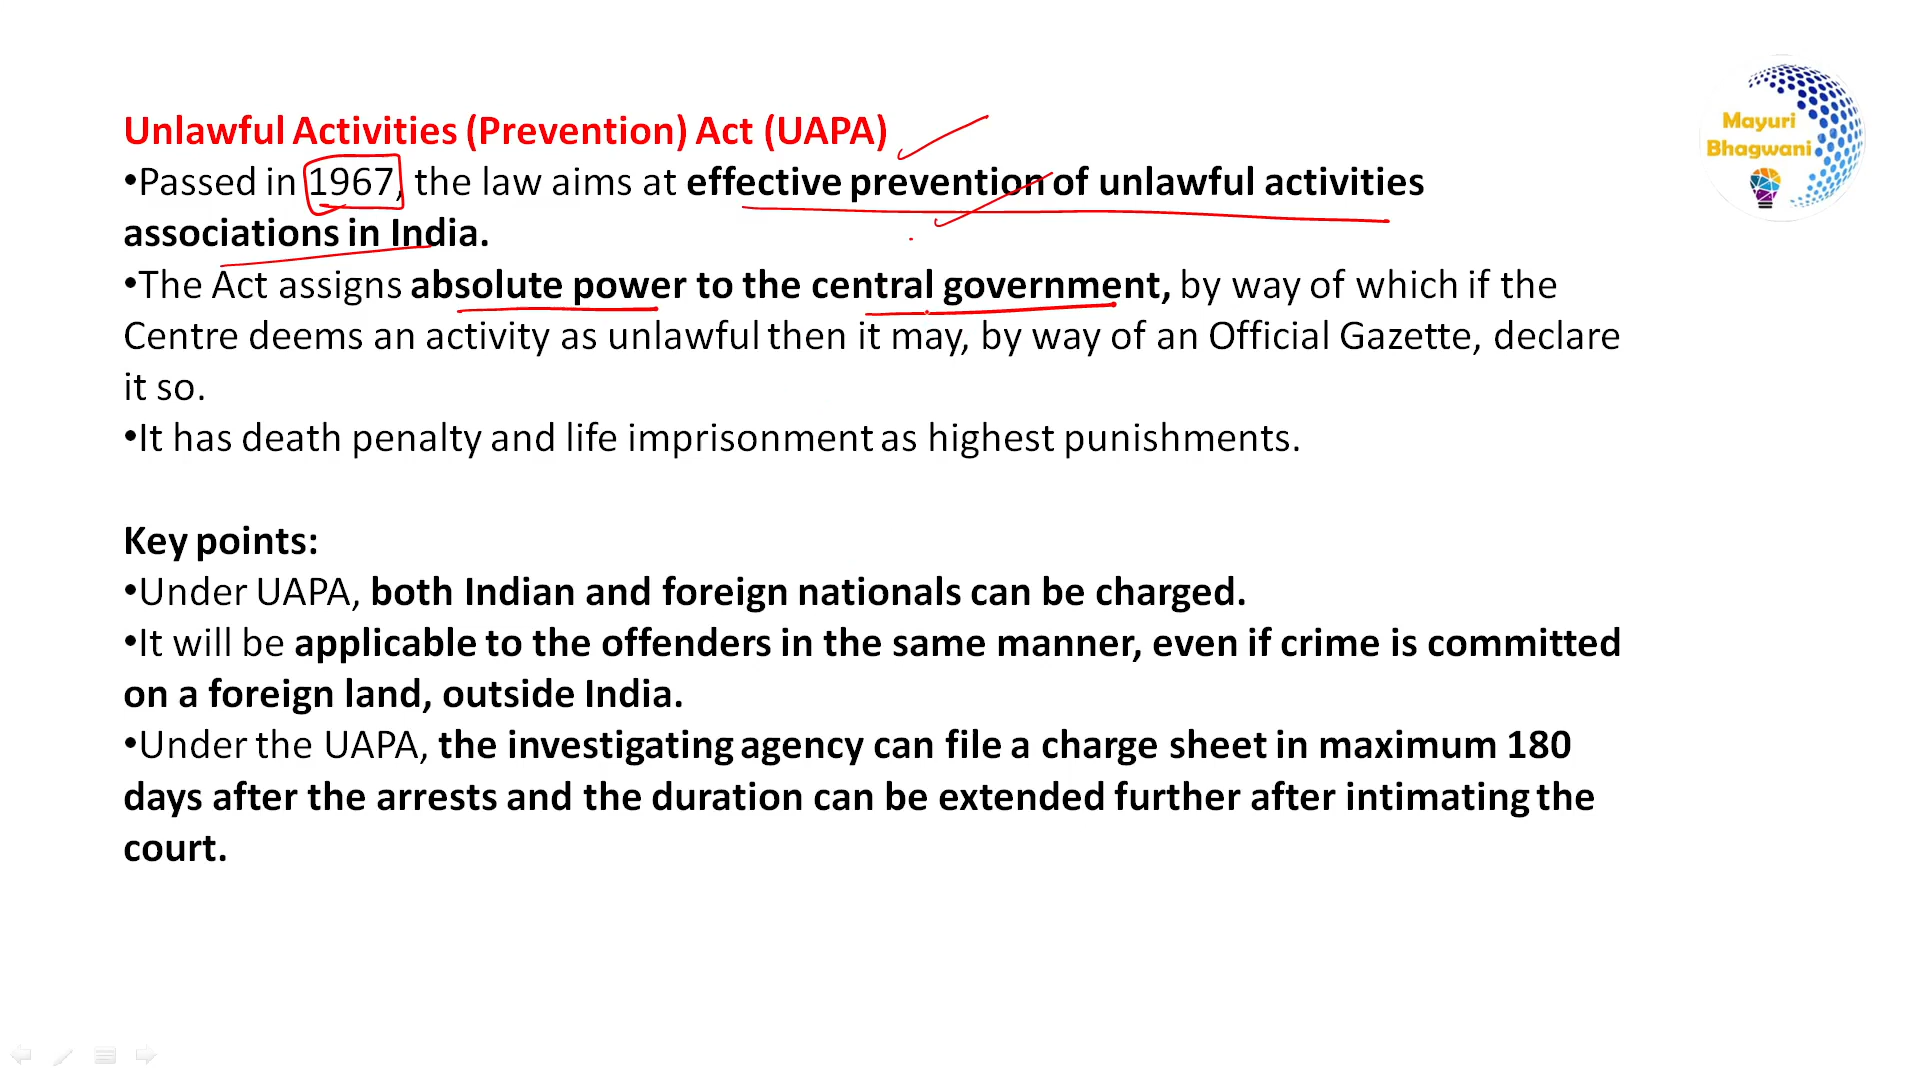 Mayuri
Bhagwani
Unlawful Activities (Prevention) Act (UAPA)
•Passed in 1967, the law aims at effective prevention of unlawful activities
associations in India.
•The Act assigns absolute power to the central government, by way of which if the
Centre deems an activity as unlawful then it may, by way of an Official Gazette, declare
it so.
•It has death penalty and life imprisonment as highest punishments.
Key points:
•Under UAPA, both Indian and foreign nationals can be charged.
•It will be applicable to the offenders in the same manner, even if crime is committed
on a foreign land, outside India.
•Under the UAPA, the investigating agency can file a charge sheet in maximum 180
days after the arrests and the duration can be extended further after intimating the
court.